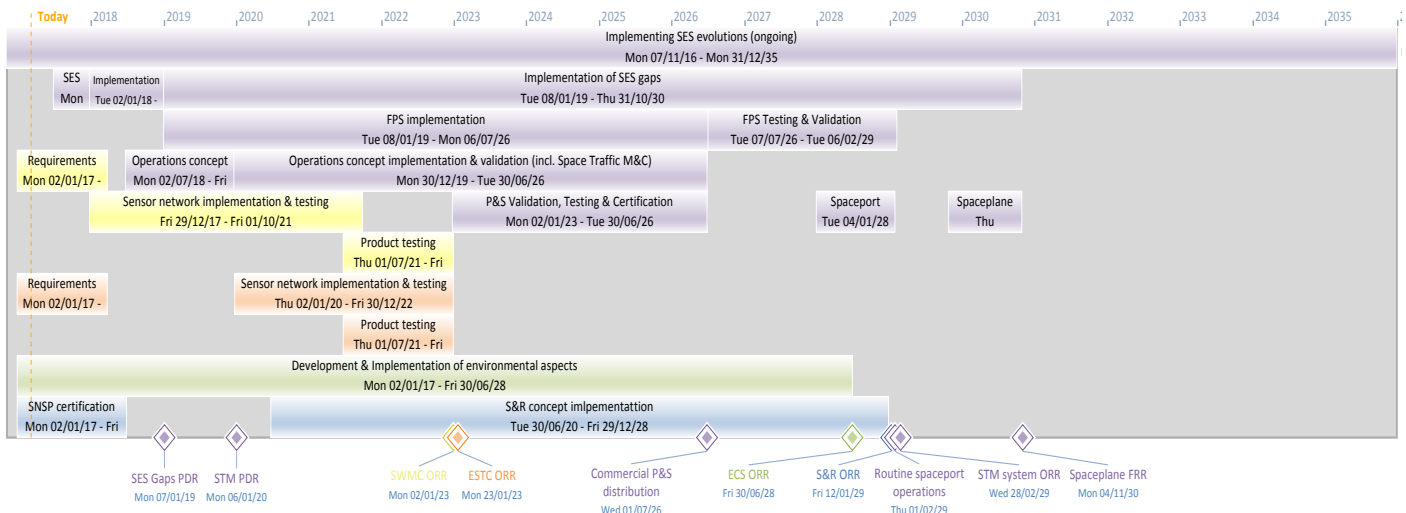 Today 2018 2019 2020 2021 2022 2023 2024 2025 2026 2027 2028 2029 2030 2031 2032 2033 2034 2035
Implementing SES evolutions (ongoing)
Mon 07/11/16 - Mon 31/12/35
SES
Mon
Implementation
Tue 02/01/18 -
Implementation of SES gaps
Tue 08/01/19 - Thu 31/10/30
FPS implementation
Tue 08/01/19 - Mon 06/07/26
FPS Testing & Validation
Tue 07/07/26 - Tue 06/02/29
Requirements
Mon 02/01/17 -
Operations concept
Mon 02/07/18 - Fri
Operations concept implementation & validation (incl. Space Traffic M&C)
Mon 30/12/19 - Tue 30/06/26
Sensor network implementation & testing
Fri 29/12/17 - Fri 01/10/21
P&S Validation, Testing & Certification
Mon 02/01/23 - Tue 30/06/26
Spaceport
Tue 04/01/28
Spaceplane
Thu
Product testing
Thu 01/07/21 - Fri
Requirements
Mon 02/01/17 -
Sensor network implementation & testing
Thu 02/01/20 - Fri 30/12/22
Product testing
Thu 01/07/21 - Fri
Development & Implementation of environmental aspects
Mon 02/01/17 - Fri 30/06/28
SNSP certification
Mon 02/01/17 - Fri
S&R concept imlpementattion
Tue 30/06/20 - Fri 29/12/28
SES Gaps PDR
Mon 07/01/19
STM PDR
Mon 06/01/20
SWMC ORR
Mon 02/01/23
ESTC ORR
Mon 23/01/23
Commercial P&S
distribution
Wed 01/07/26
ECS ORR
Fri 30/06/28
S&R ORR
Fri 12/01/29
Routine spaceport
operations
Thu 01/02/29
STM system ORR
Wed 28/02/29
Spaceplane FRR
Mon 04/11/30